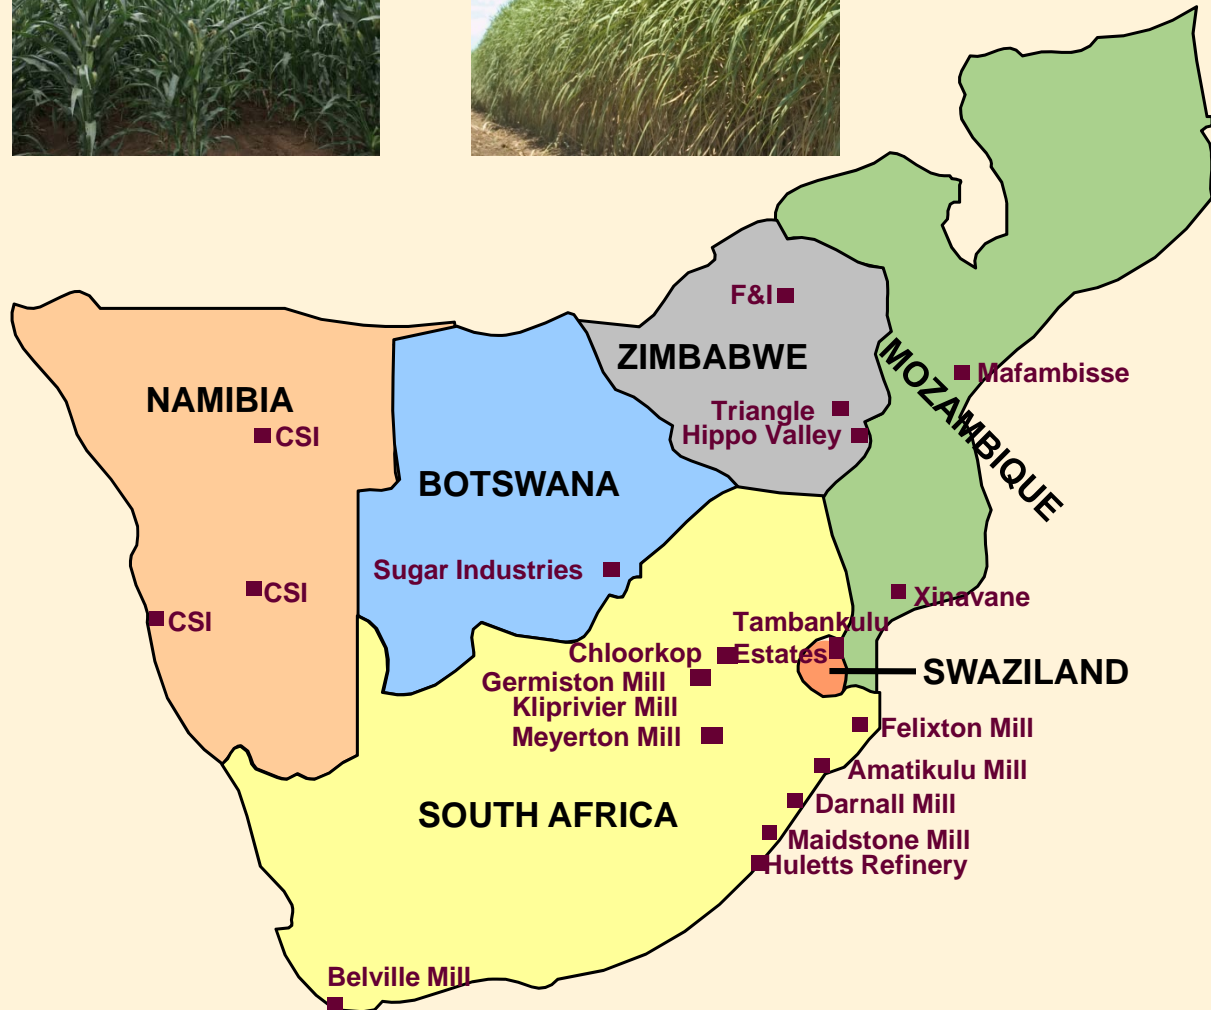 F&I
ZIMBABWE
MOZAMBIQUE
Mafambisse
NAMIBIA
Triangle
CSI
Hippo Valley
BOTSWANA
Sugar Industries
CSI
Xinavane
CSI
Tambankulu
Estates
Chloorkop
SWAZILAND
Germiston Mill
Kliprivier Mill
Felixton Mill
Meyerton Mill
Amatikulu Mill
Darnall Mill
SOUTH AFRICA
Maidstone Mill
Huletts Refinery
Belville Mill